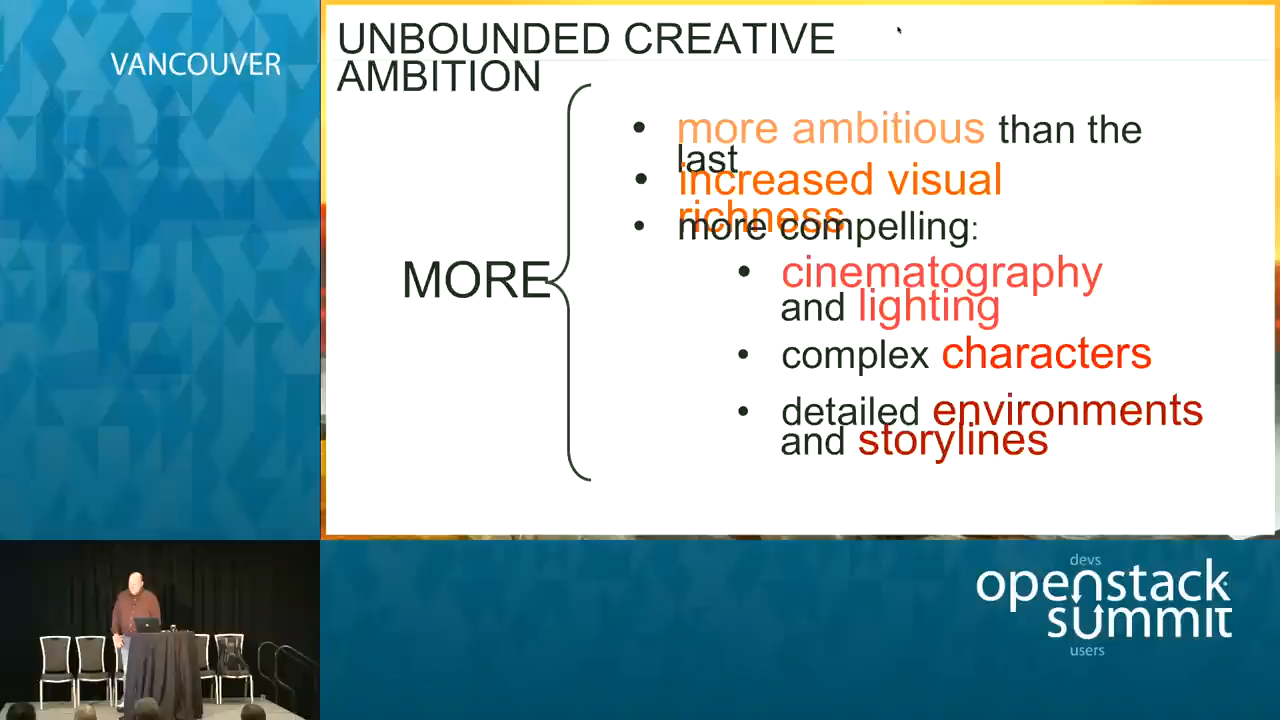 VANCOUVER
UNBOUNDED CREATIVE
AMBITION
MORE
• more ambitious than the
last
• increased visual
richness
• more compelling:
• cinematography
and lighting
• complex characters
• detailed environments
and storylines
devs
openstack
summit
users